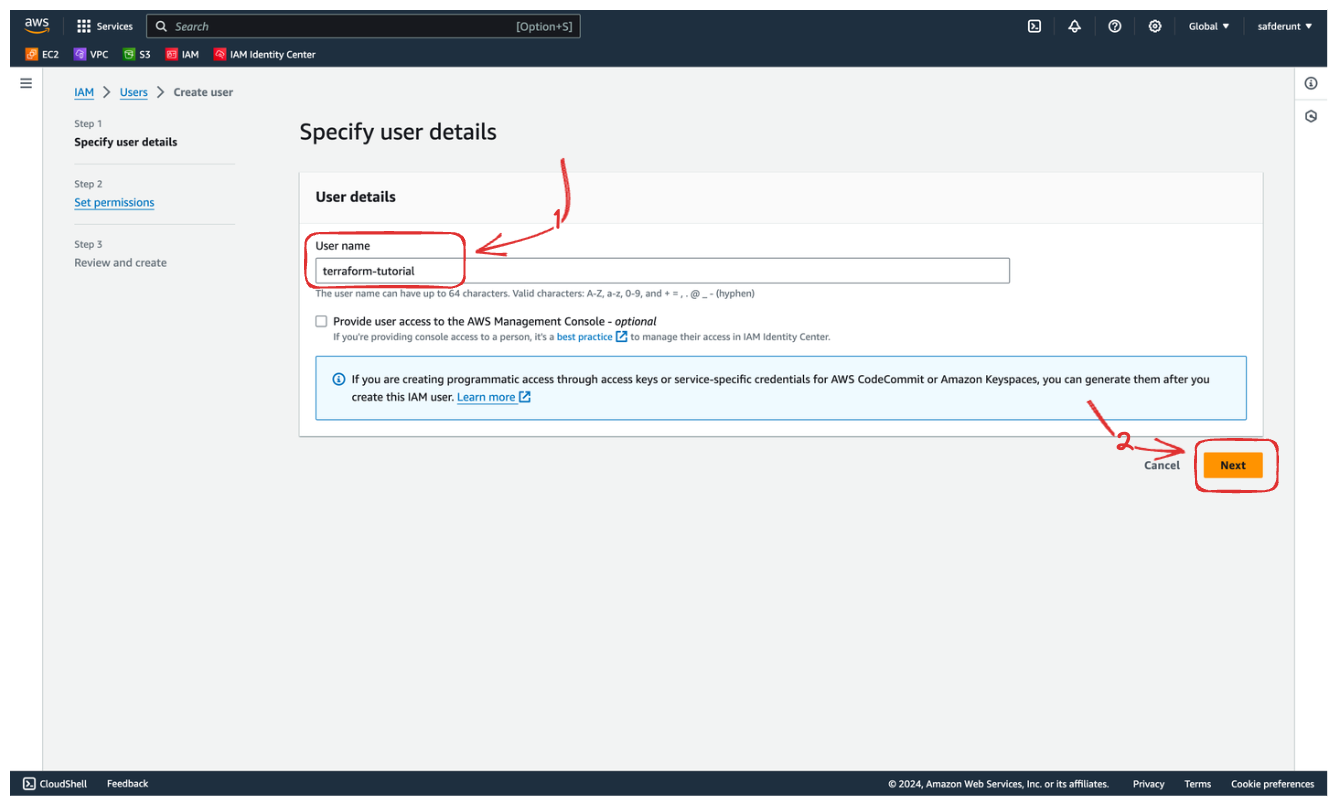 aws
Services
Search [Option+S]
Global ▼
safderunt ▼
EC2 VPC S3 IAM IAM Identity Center
IAM > Users > Create user
Step 1
Specify user details
Step 2
Set permissions
Step 3
Review and create
Specify user details
User details
1
User name
terraform-tutorial
The user name can have up to 64 characters. Valid characters: A-Z, a-z, 0-9, and + = , . @ _ - (hyphen)
Provide user access to the AWS Management Console - optional
If you're providing console access to a person, it's a best practice to manage their access in IAM Identity Center.
If you are creating programmatic access through access keys or service-specific credentials for AWS CodeCommit or Amazon Keyspaces, you can generate them after you
create this IAM user. Learn more
2
Cancel Next
CloudShell Feedback © 2024, Amazon Web Services, Inc. or its affiliates. Privacy Terms Cookie preferences